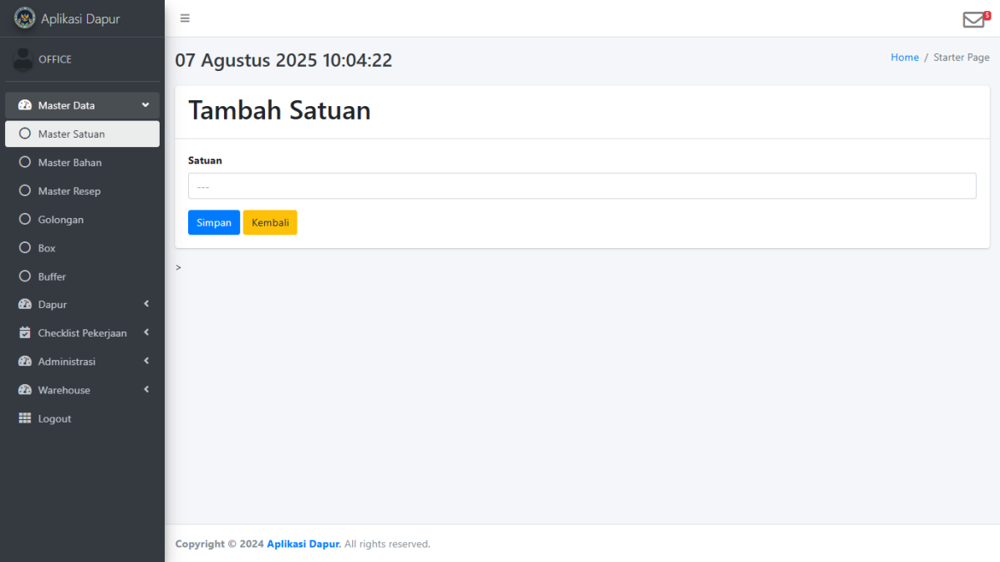 Aplikasi Dapur
5
OFFICE
07 Agustus 2025 10:04:22
Home / Starter Page
Master Data
Master Satuan
Master Bahan
Master Resep
Golongan
Box
Buffer
Dapur
Checklist Pekerjaan
Administrasi
Warehouse
Logout
Tambah Satuan
Satuan
---
Simpan Kembali
>
Copyright © 2024 Aplikasi Dapur. All rights reserved.